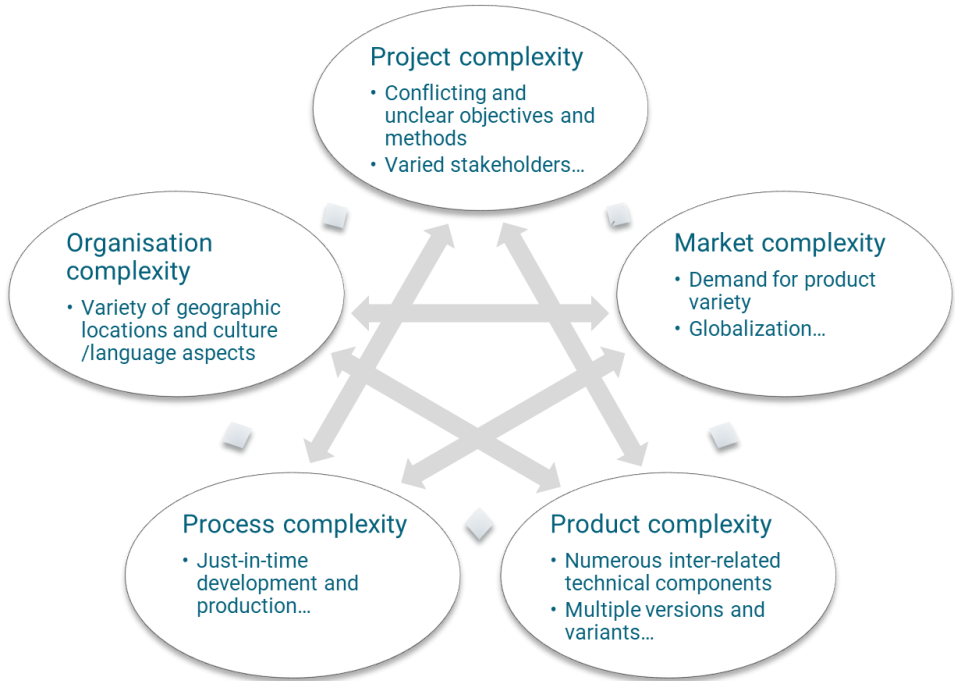 Project complexity
• Conflicting and
unclear objectives and
methods
• Varied stakeholders…
Organisation
complexity
• Variety of geographic
locations and culture
/language aspects
Market complexity
• Demand for product
variety
• Globalization…
Process complexity
• Just-in-time
development and
production…
Product complexity
• Numerous inter-related
technical components
• Multiple versions and
variants…